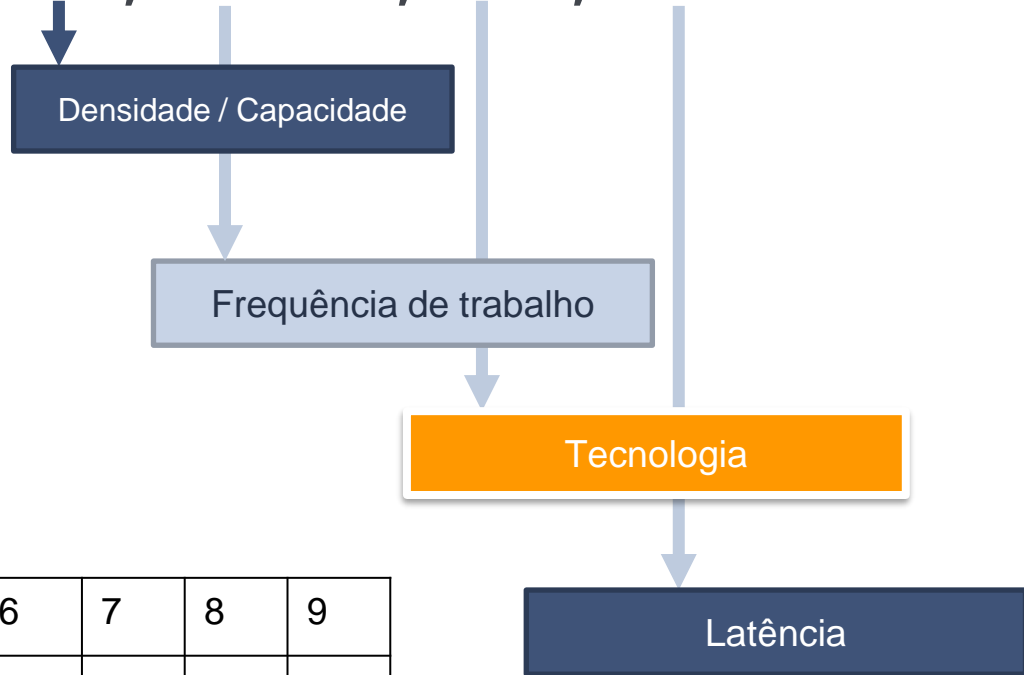 Densidade / Capacidade
Frequência de trabalho
Tecnologia
6 7 8 9
Latência